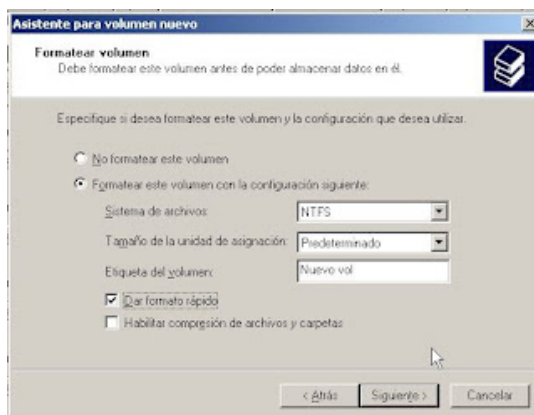 Asistente para volumen nuevo
Formatear volumen
Debe formatear este volumen antes de poder almacenar datos en él.
Especifique si desea formatear este volumen y la configuración que desea utilizar.
No formatear este volumen
Formatear este volumen con la configuración siguiente:
Sistema de archivos: NTFS
Tamaño de la unidad de asignación: Predeterminado
Etiqueta del volumen: Nuevo vol
Dar formato rápido
Habilitar compresión de archivos y carpetas
< Atrás Siguiente > Cancelar